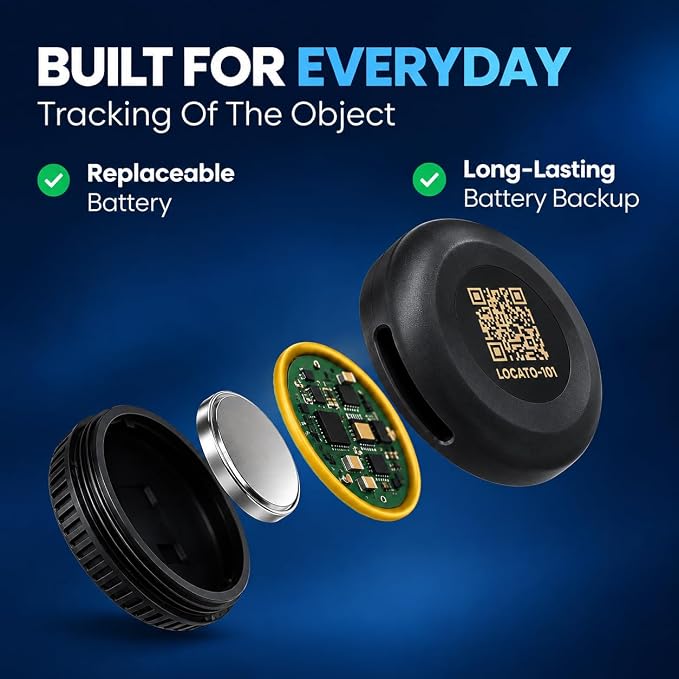 BUILT FOR EVERYDAY
Tracking Of The Object
Replaceable
Battery
Long-Lasting
Battery Backup
LOCATO-101